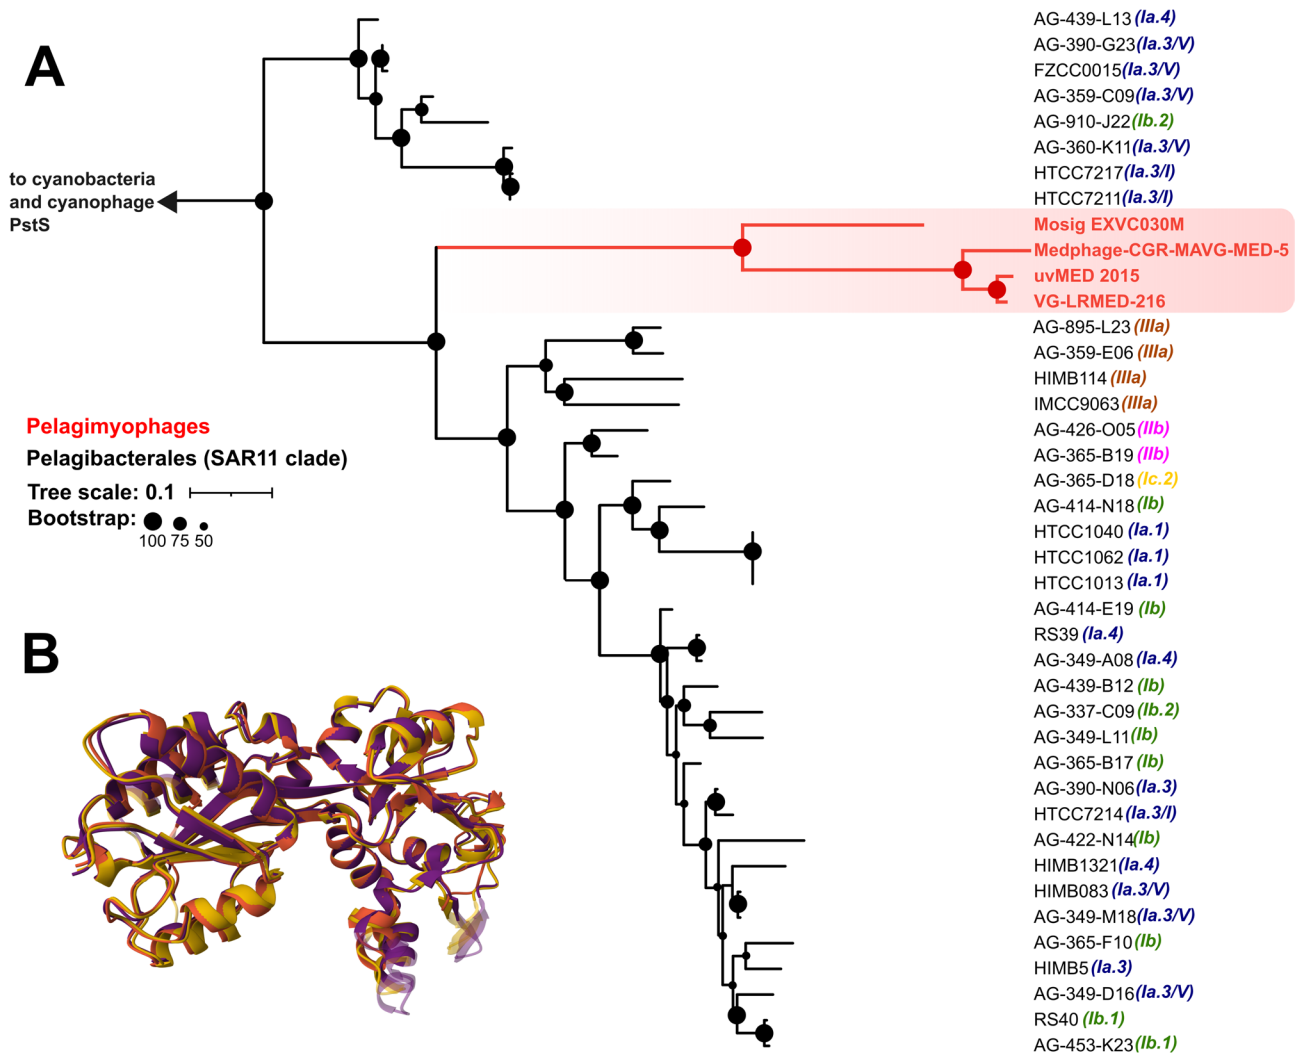 A
to cyanobacteria
and cyanophage
PstS
AG-439-L13 (Ia.4)
AG-390-G23(Ia.3/V)
FZCC0015(Ia.3/V)
AG-359-C09(Ia.3/V)
AG-910-J22(Ib.2)
AG-360-K11(Ia.3/V)
HTCC7217(Ia.3/I)
HTCC7211(Ia.3/I)
Mosig EXVC030M
Medphage-CGR-MAVG-MED-5
uvMED 2015
VG-LRMED-216
AG-895-L23 (IIIa)
AG-359-E06 (IIIa)
HIMB114 (IIIa)
IMCC9063(IIIa)
AG-426-O05(IIb)
AG-365-B19 (IIb)
AG-365-D18 (Ic.2)
AG-414-N18 (Ib)
HTCC1040 (Ia.1)
HTCC1062 (Ia.1)
HTCC1013 (Ia.1)
AG-414-E19 (Ib)
RS39 (Ia.4)
AG-349-A08 (Ia.4)
AG-439-B12 (Ib)
AG-337-C09(Ib.2)
AG-349-L11(Ib)
AG-365-B17 (Ib)
AG-390-N06(Ia.3)
HTCC7214(Ia.3/I)
AG-422-N14(Ib)
HIMB1321(Ia.4)
HIMB083 (Ia.3/V)
AG-349-M18(Ia.3/V)
AG-365-F10(Ib)
HIMB5(Ia.3)
AG-349-D16(Ia.3/V)
RS40 (Ib.1)
AG-453-K23(Ib.1)
Pelagimyophages
Pelagibacterales (SAR11 clade)
Tree scale: 0.1
Bootstrap:
100 75 50
B